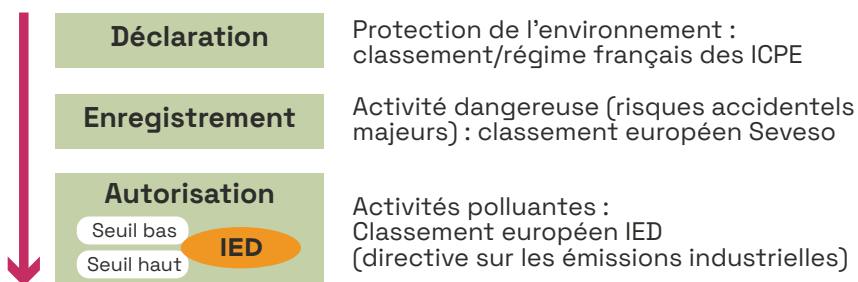 Déclaration
Protection de l'environnement :
classement/régime français des ICPE
Enregistrement
Activité dangereuse (risques accidentels
majeurs) : classement européen Seveso
Autorisation
Seuil bas
IED
Seuil haut
Activités polluantes :
Classement européen IED
(directive sur les émissions industrielles)